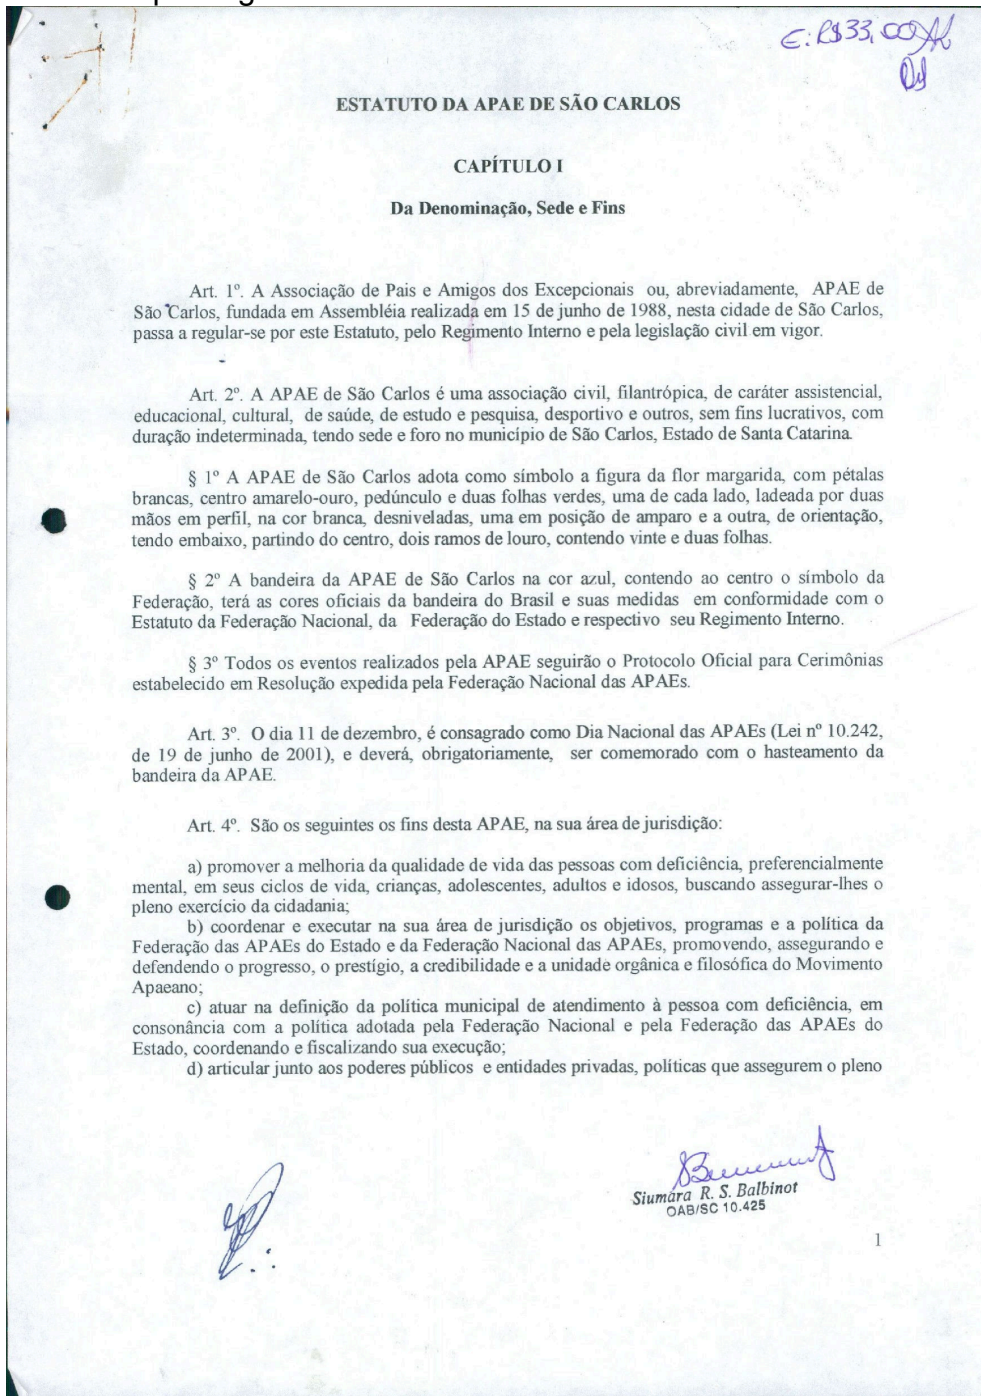 E: R$33,00
ESTATUTO DA APAE DE SÃO CARLOS
CAPÍTULO I
Da Denominação, Sede e Fins
Art. 1º. A Associação de Pais e Amigos dos Excepcionais ou, abreviadamente, APAE de
São Carlos, fundada em Assembléia realizada em 15 de junho de 1988, nesta cidade de São Carlos,
passa a regular-se por este Estatuto, pelo Regimento Interno e pela legislação civil em vigor.
Art. 2º. A APAE de São Carlos é uma associação civil, filantrópica, de caráter assistencial,
educacional, cultural, de saúde, de estudo e pesquisa, desportivo e outros, sem fins lucrativos, com
duração indeterminada, tendo sede e foro no município de São Carlos, Estado de Santa Catarina.
§ 1º A APAE de São Carlos adota como símbolo a figura da flor margarida, com pétalas
brancas, centro amarelo-ouro, pedúnculo e duas folhas verdes, uma de cada lado, ladeada por duas
mãos em perfil, na cor branca, desniveladas, uma em posição de amparo e a outra, de orientação,
tendo embaixo, partindo do centro, dois ramos de louro, contendo vinte e duas folhas.
§ 2º A bandeira da APAE de São Carlos na cor azul, contendo ao centro o símbolo da
Federação, terá as cores oficiais da bandeira do Brasil e suas medidas em conformidade com o
Estatuto da Federação Nacional, da Federação do Estado e respectivo seu Regimento Interno.
§ 3º Todos os eventos realizados pela APAE seguirão o Protocolo Oficial para Cerimônias
estabelecido em Resolução expedida pela Federação Nacional das APAEs.
Art. 3º. O dia 11 de dezembro, é consagrado como Dia Nacional das APAEs (Lei nº 10.242,
de 19 de junho de 2001), e deverá, obrigatoriamente, ser comemorado com o hasteamento da
bandeira da APAE.
Art. 4º. São os seguintes os fins desta APAE, na sua área de jurisdição:
a) promover a melhoria da qualidade de vida das pessoas com deficiência, preferencialmente
mental, em seus ciclos de vida, crianças, adolescentes, adultos e idosos, buscando assegurar-lhes o
pleno exercício da cidadania;
b) coordenar e executar na sua área de jurisdição os objetivos, programas e a política da
Federação das APAEs do Estado e da Federação Nacional das APAEs, promovendo, assegurando e
defendendo o progresso, o prestígio, a credibilidade e a unidade orgânica e filosófica do Movimento
Apaeano;
c) atuar na definição da política municipal de atendimento à pessoa com deficiência, em
consonância com a política adotada pela Federação Nacional e pela Federação das APAEs do
Estado, coordenando e fiscalizando sua execução;
d) articular junto aos poderes públicos e entidades privadas, políticas que assegurem o pleno
Siumara R. S. Balbinot
OAB/SC 10.425
1